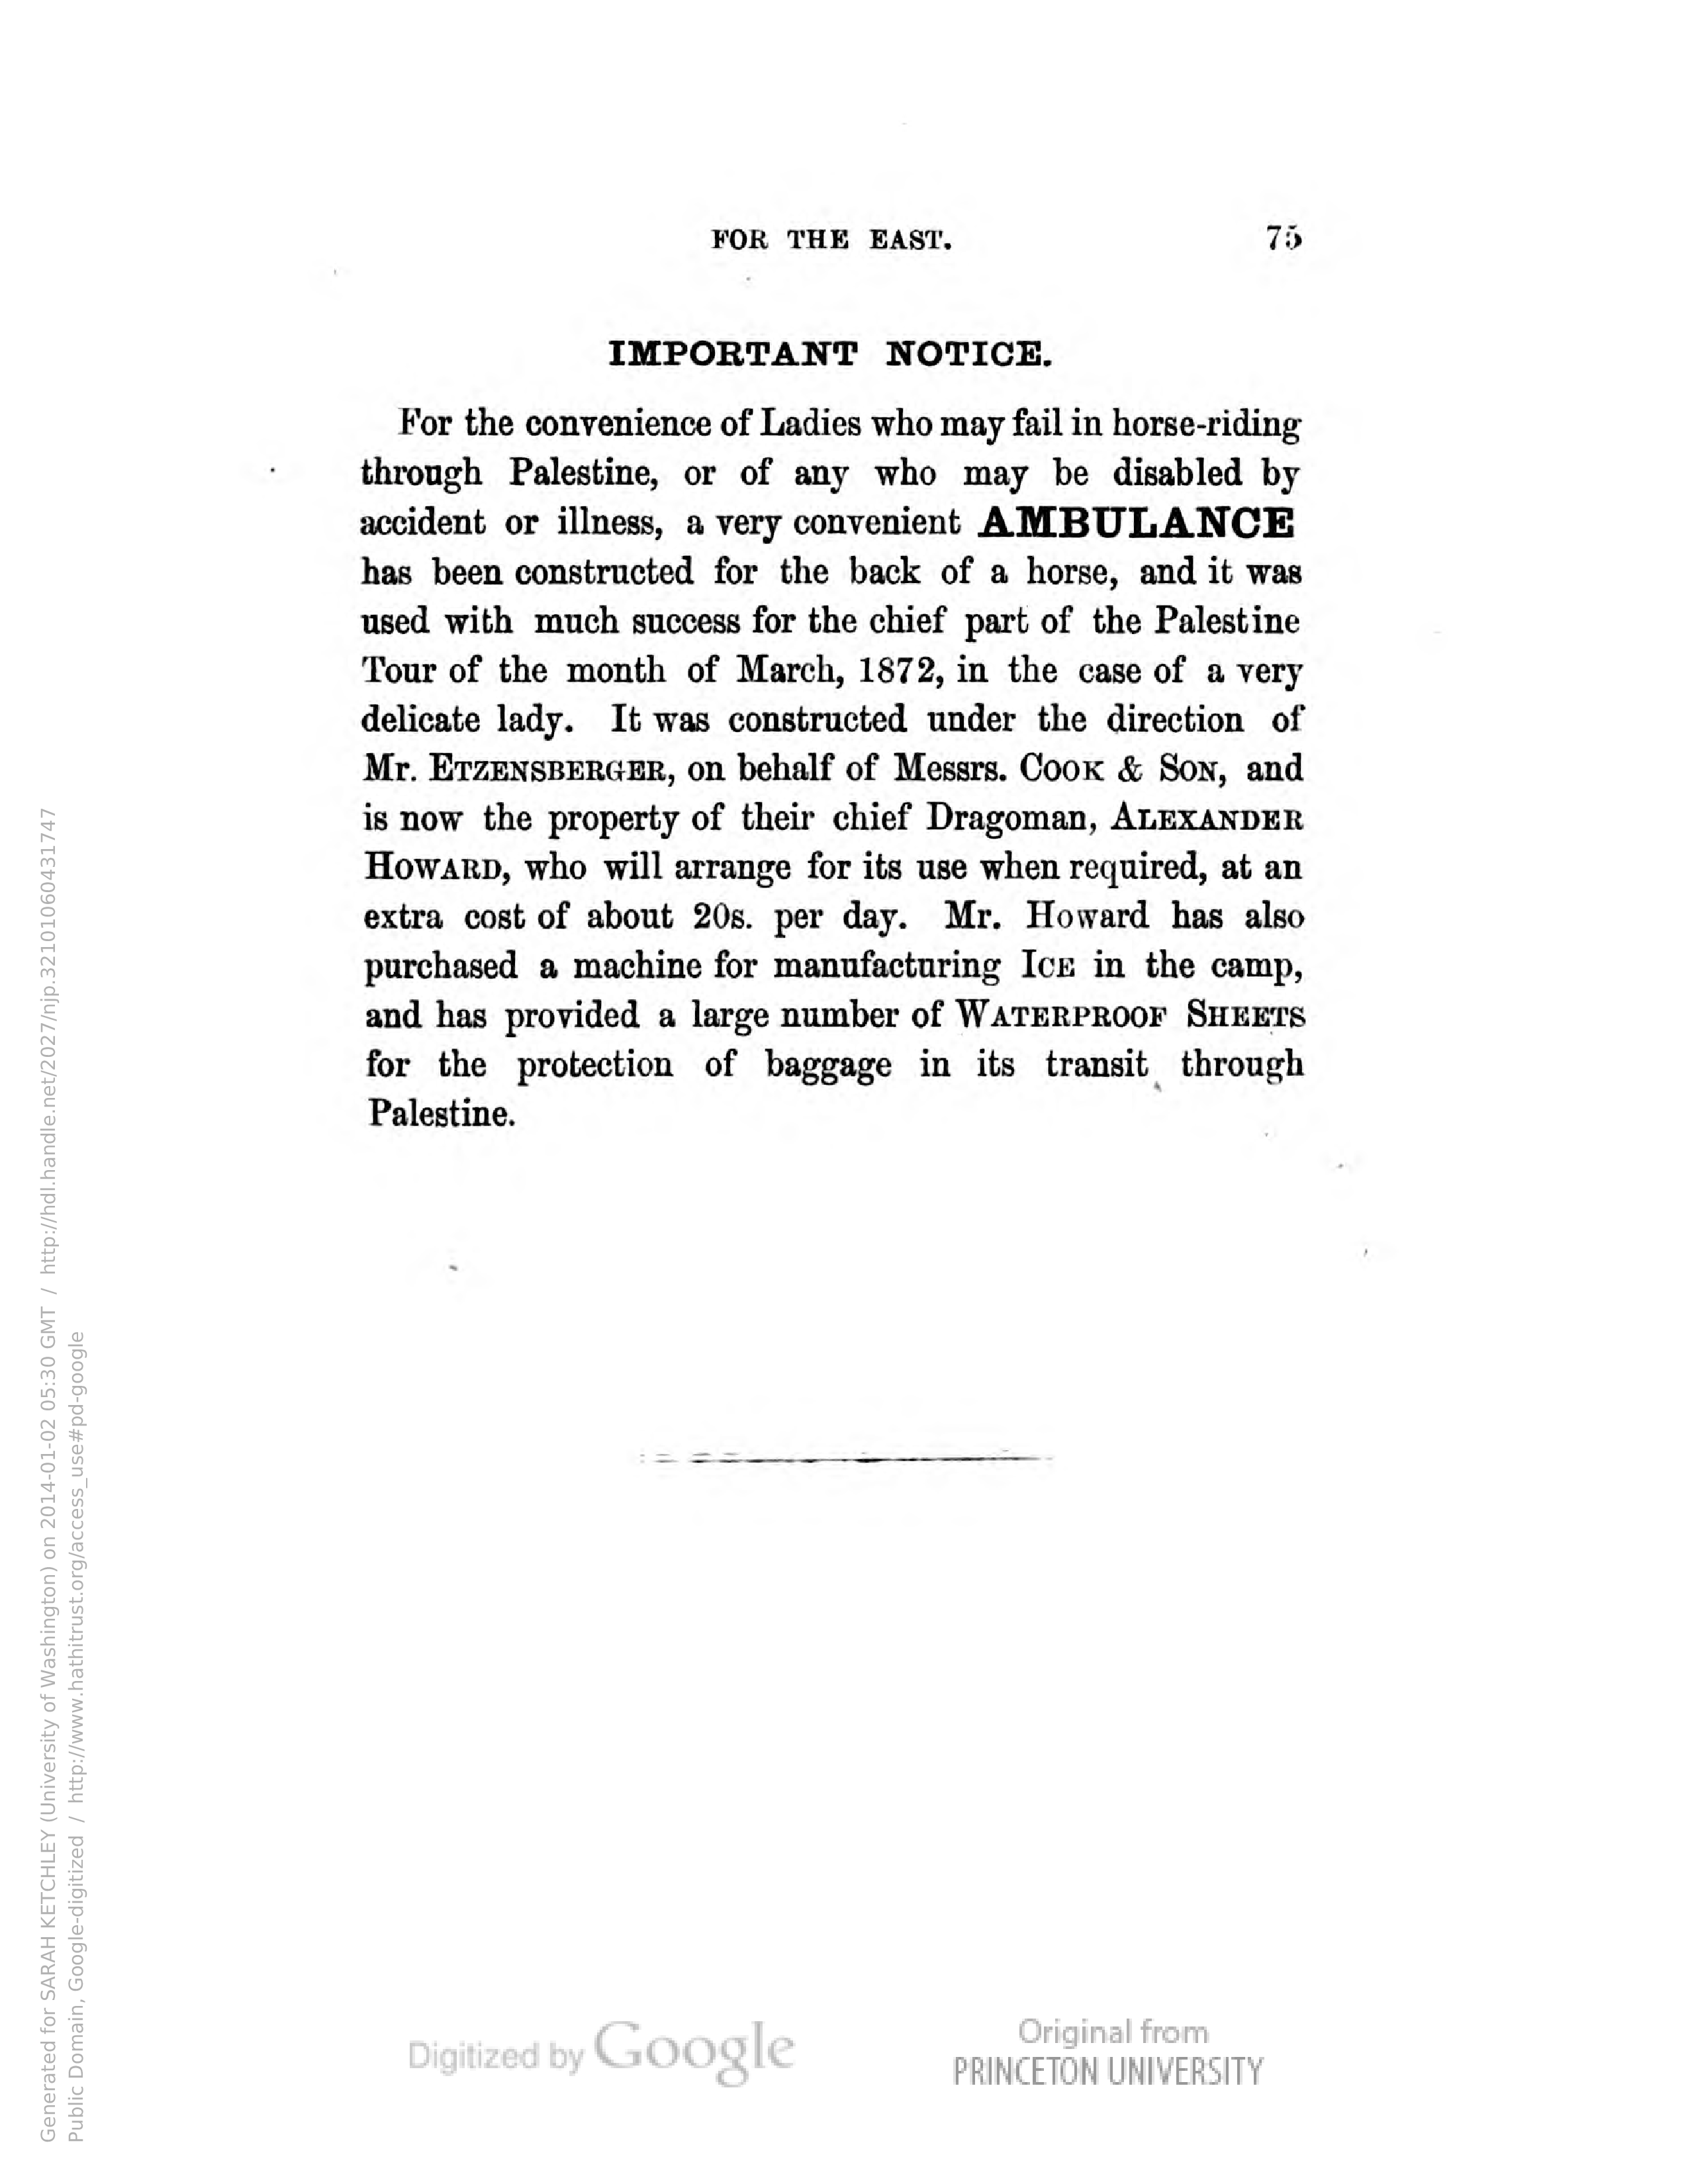 FOR THE EAST. 75
IMPORTANT NOTICE.
For the convenience of Ladies who may fail in horse-riding
through Palestine, or of any who may be disabled by
accident or illness, a very convenient AMBULANCE
has been constructed for the back of a horse, and it was
used with much success for the chief part of the Palestine
Tour of the month of March, 1872, in the case of a very
delicate lady. It was constructed under the direction of
Mr. ETZENSBERGER, on behalf of Messrs. COOK & SON, and
is now the property of their chief Dragoman, ALEXANDER
HOWARD, who will arrange for its use when required, at an
extra cost of about 20s. per day. Mr. Howard has also
purchased a machine for manufacturing ICE in the camp,
and has provided a large number of WATERPROOF SHEETS
for the protection of baggage in its transit through
Palestine.
Generated for SARAH KETCHLEY (University of Washington) on 2014-01-02 05:30 GMT / http://hdl.handle.net/2027/njp.32101060431747
Public Domain, Google-digitized / http://www.hathitrust.org/access_use#pd-google
Digitized by Google
Original from
PRINCETON UNIVERSITY